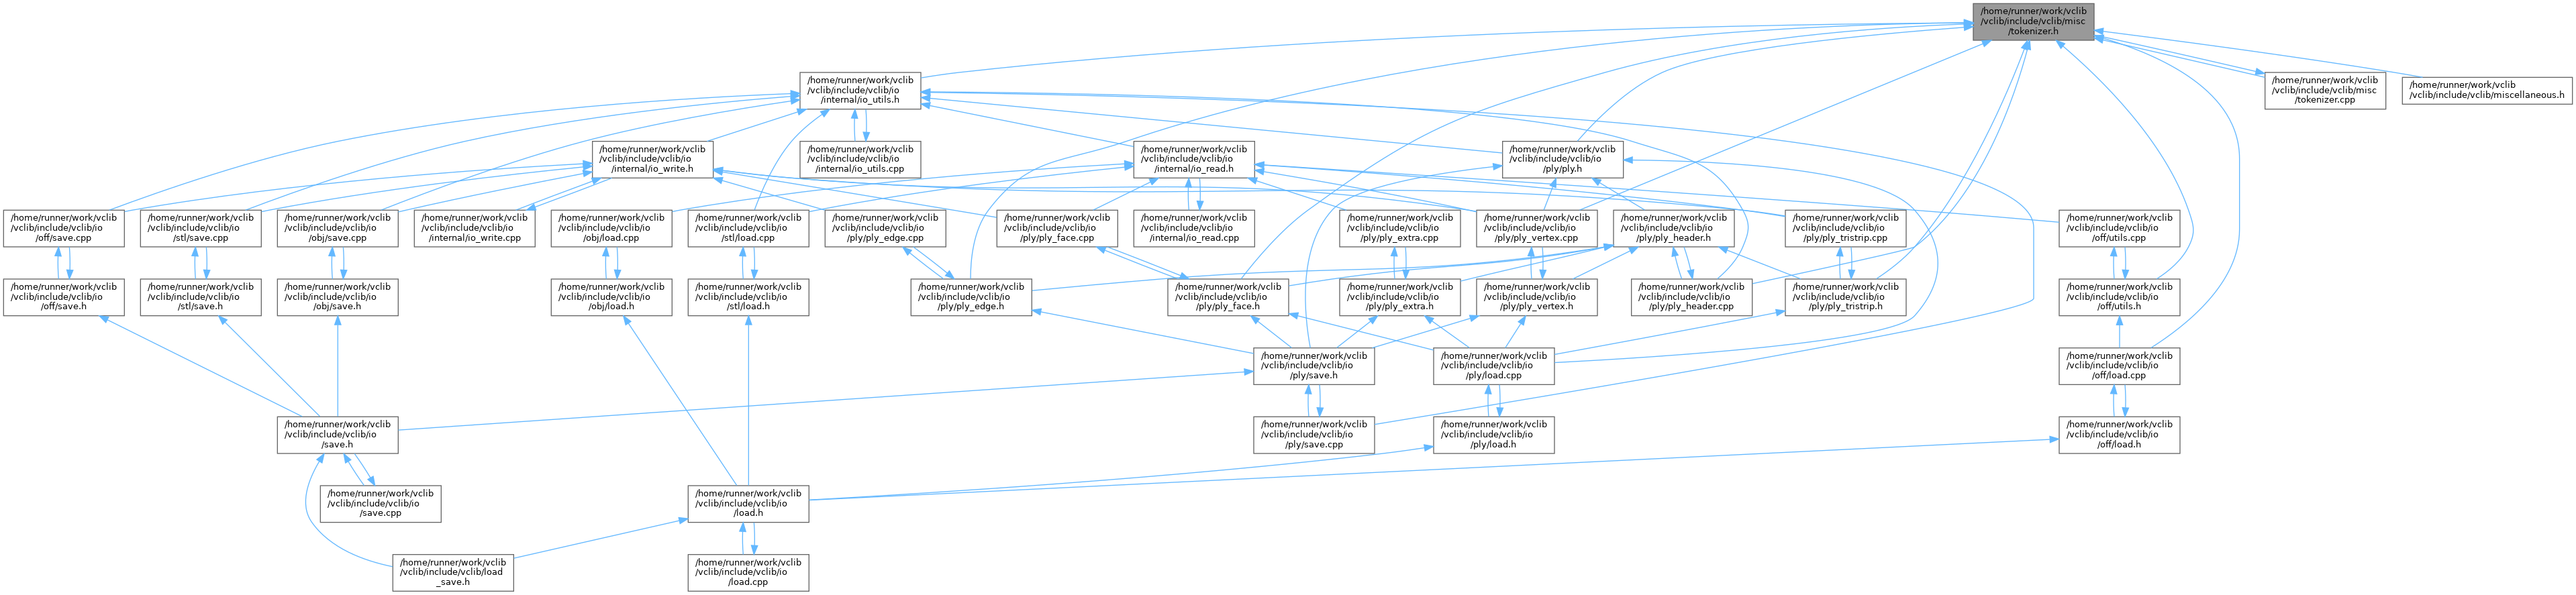 /home/runner/work/vclib
/vclib/include/vclib/misc
/tokenizer.h
/home/runner/work/vclib
/vclib/include/vclib/io
/internal/io_utils.h
/home/runner/work/vclib
/vclib/include/vclib/misc
/tokenizer.cpp
/home/runner/work/vclib
/vclib/include/vclib/miscellaneous.h
/home/runner/work/vclib
/vclib/include/vclib/io
/internal/io_write.h
/home/runner/work/vclib
/vclib/include/vclib/io
/internal/io_utils.cpp
/home/runner/work/vclib
/vclib/include/vclib/io
/internal/io_read.h
/home/runner/work/vclib
/vclib/include/vclib/io
/ply/ply.h
/home/runner/work/vclib
/vclib/include/vclib/io
/off/save.cpp
/home/runner/work/vclib
/vclib/include/vclib/io
/stl/save.cpp
/home/runner/work/vclib
/vclib/include/vclib/io
/obj/save.cpp
/home/runner/work/vclib
/vclib/include/vclib/io
/internal/io_write.cpp
/home/runner/work/vclib
/vclib/include/vclib/io
/obj/load.cpp
/home/runner/work/vclib
/vclib/include/vclib/io
/stl/load.cpp
/home/runner/work/vclib
/vclib/include/vclib/io
/ply/ply_edge.cpp
/home/runner/work/vclib
/vclib/include/vclib/io
/ply/ply_face.cpp
/home/runner/work/vclib
/vclib/include/vclib/io
/internal/io_read.cpp
/home/runner/work/vclib
/vclib/include/vclib/io
/ply/ply_extra.cpp
/home/runner/work/vclib
/vclib/include/vclib/io
/ply/ply_vertex.cpp
/home/runner/work/vclib
/vclib/include/vclib/io
/ply/ply_header.h
/home/runner/work/vclib
/vclib/include/vclib/io
/ply/ply_tristrip.cpp
/home/runner/work/vclib
/vclib/include/vclib/io
/off/utils.cpp
/home/runner/work/vclib
/vclib/include/vclib/io
/off/save.h
/home/runner/work/vclib
/vclib/include/vclib/io
/stl/save.h
/home/runner/work/vclib
/vclib/include/vclib/io
/obj/save.h
/home/runner/work/vclib
/vclib/include/vclib/io
/obj/load.h
/home/runner/work/vclib
/vclib/include/vclib/io
/stl/load.h
/home/runner/work/vclib
/vclib/include/vclib/io
/ply/ply_edge.h
/home/runner/work/vclib
/vclib/include/vclib/io
/ply/ply_face.h
/home/runner/work/vclib
/vclib/include/vclib/io
/ply/ply_extra.h
/home/runner/work/vclib
/vclib/include/vclib/io
/ply/ply_vertex.h
/home/runner/work/vclib
/vclib/include/vclib/io
/ply/ply_header.cpp
/home/runner/work/vclib
/vclib/include/vclib/io
/ply/ply_tristrip.h
/home/runner/work/vclib
/vclib/include/vclib/io
/off/utils.h
/home/runner/work/vclib
/vclib/include/vclib/io
/ply/save.h
/home/runner/work/vclib
/vclib/include/vclib/io
/ply/load.cpp
/home/runner/work/vclib
/vclib/include/vclib/io
/off/load.cpp
/home/runner/work/vclib
/vclib/include/vclib/io
/save.h
/home/runner/work/vclib
/vclib/include/vclib/io
/ply/save.cpp
/home/runner/work/vclib
/vclib/include/vclib/io
/ply/load.h
/home/runner/work/vclib
/vclib/include/vclib/io
/off/load.h
/home/runner/work/vclib
/vclib/include/vclib/io
/save.cpp
/home/runner/work/vclib
/vclib/include/vclib/io
/load.h
/home/runner/work/vclib
/vclib/include/vclib/load
_save.h
/home/runner/work/vclib
/vclib/include/vclib/io
/load.cpp